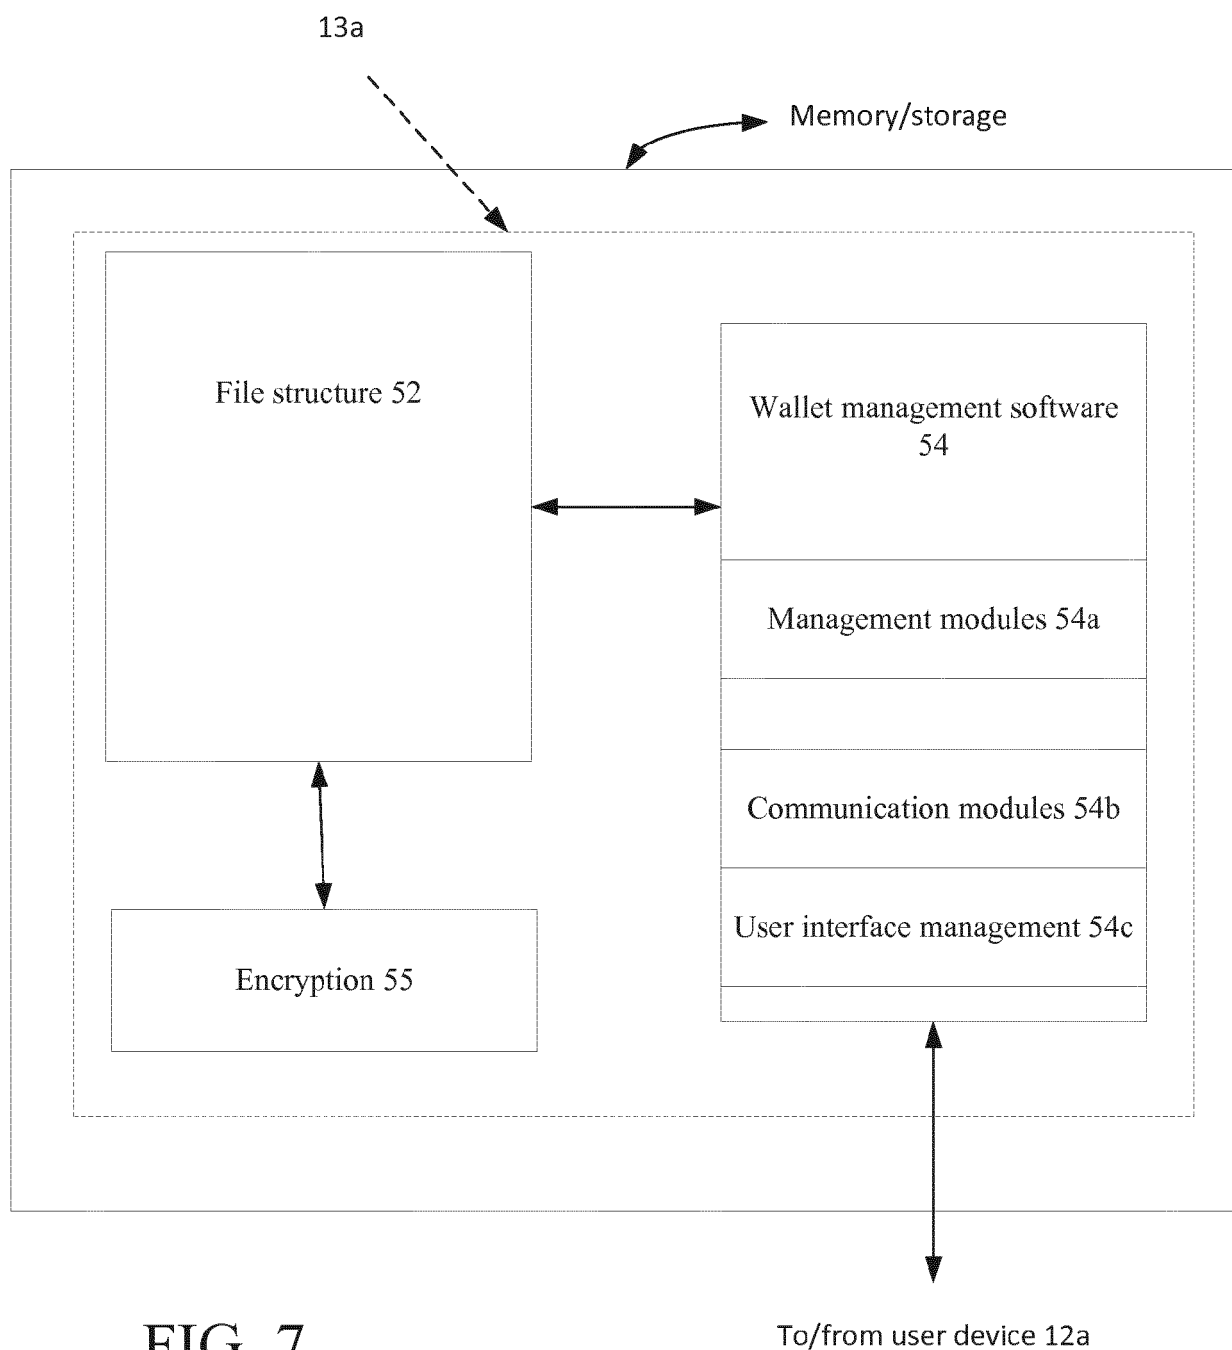 13a
Memory/storage
File structure 52
Wallet management software
54
Management modules 54a
Communication modules 54b
User interface management 54c
Encryption 55
To/from user device 12a
FIG. 7